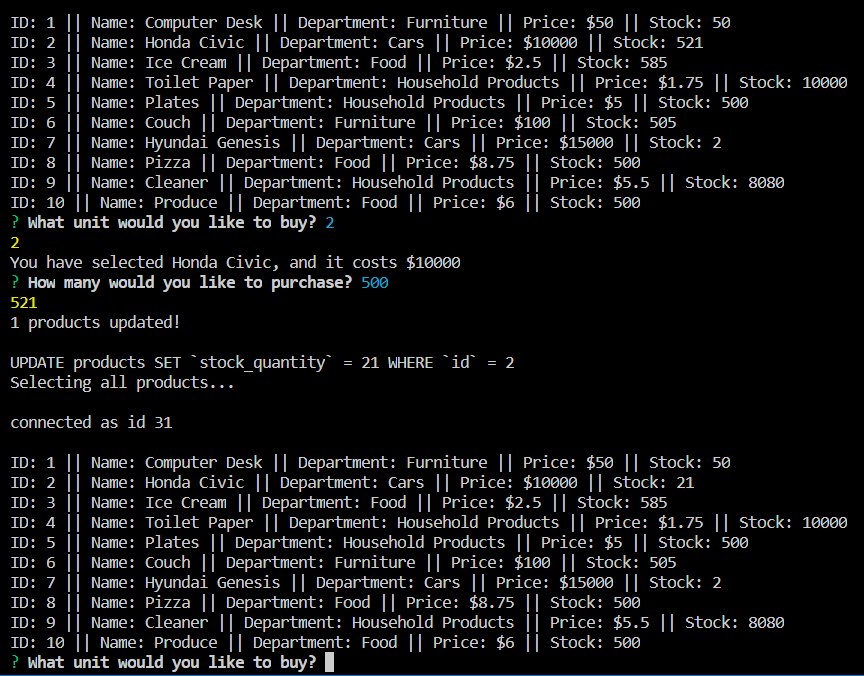 ID: 1 || Name: Computer Desk || Department: Furniture || Price: $50 || Stock: 50
ID: 2 || Name: Honda Civic || Department: Cars || Price: $10000 || Stock: 521
ID: 3 || Name: Ice Cream || Department: Food || Price: $2.5 || Stock: 585
ID: 4 || Name: Toilet Paper || Department: Household Products || Price: $1.75 || Stock: 10000
ID: 5 || Name: Plates || Department: Household Products || Price: $5 || Stock: 500
ID: 6 || Name: Couch || Department: Furniture || Price: $100 || Stock: 505
ID: 7 || Name: Hyundai Genesis || Department: Cars || Price: $15000 || Stock: 2
ID: 8 || Name: Pizza || Department: Food || Price: $8.75 || Stock: 500
ID: 9 || Name: Cleaner || Department: Household Products || Price: $5.5 || Stock: 8080
ID: 10 || Name: Produce || Department: Food || Price: $6 || Stock: 500
? What unit would you like to buy? 2
2
You have selected Honda Civic, and it costs $10000
? How many would you like to purchase? 500
521
1 products updated!
UPDATE products SET `stock_quantity` = 21 WHERE `id` = 2
Selecting all products...
connected as id 31
ID: 1 || Name: Computer Desk || Department: Furniture || Price: $50 || Stock: 50
ID: 2 || Name: Honda Civic || Department: Cars || Price: $10000 || Stock: 21
ID: 3 || Name: Ice Cream || Department: Food || Price: $2.5 || Stock: 585
ID: 4 || Name: Toilet Paper || Department: Household Products || Price: $1.75 || Stock: 10000
ID: 5 || Name: Plates || Department: Household Products || Price: $5 || Stock: 500
ID: 6 || Name: Couch || Department: Furniture || Price: $100 || Stock: 505
ID: 7 || Name: Hyundai Genesis || Department: Cars || Price: $15000 || Stock: 2
ID: 8 || Name: Pizza || Department: Food || Price: $8.75 || Stock: 500
ID: 9 || Name: Cleaner || Department: Household Products || Price: $5.5 || Stock: 8080
ID: 10 || Name: Produce || Department: Food || Price: $6 || Stock: 500
? What unit would you like to buy?